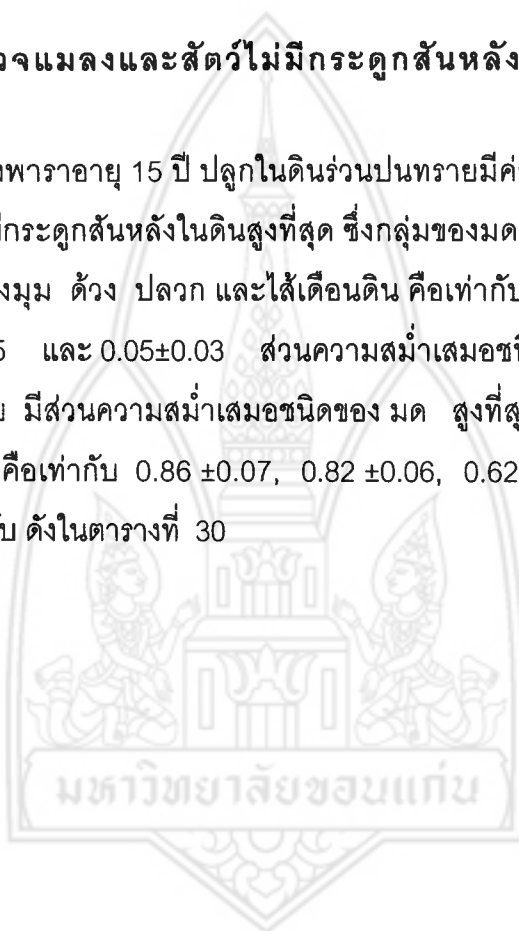 วจแมลงและสัตว์ไม่มีกระดูกสันหลัง
งพาราอายุ 15 ปี ปลูกในดินร่วนปนทรายมีค่
มีกระดูกสันหลังในดินสูงที่สุด ซึ่งกลุ่มของมด
งมุม ด้วง ปลวก และไส้เดือนดิน คือเท่ากับ
5 และ 0.05±0.03 ส่วนความสม่ำเสมอชนิ
ย มีส่วนความสม่ำเสมอชนิดของ มด สูงที่สุ
คือเท่ากับ 0.86 ±0.07, 0.82 ±0.06, 0.62
ับ ดังในตารางที่ 30
มหาวิทยาลัยขอนแก่น